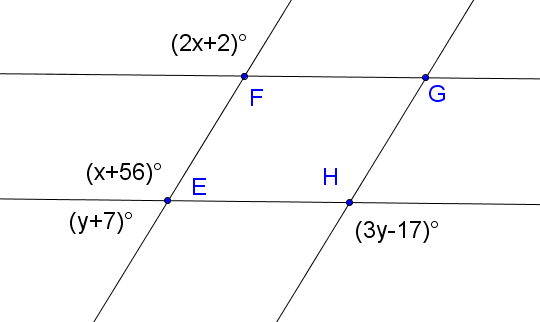 (2x+2)°
F
G
(x+56)°
E
H
(y+7)°
(3y-17)°